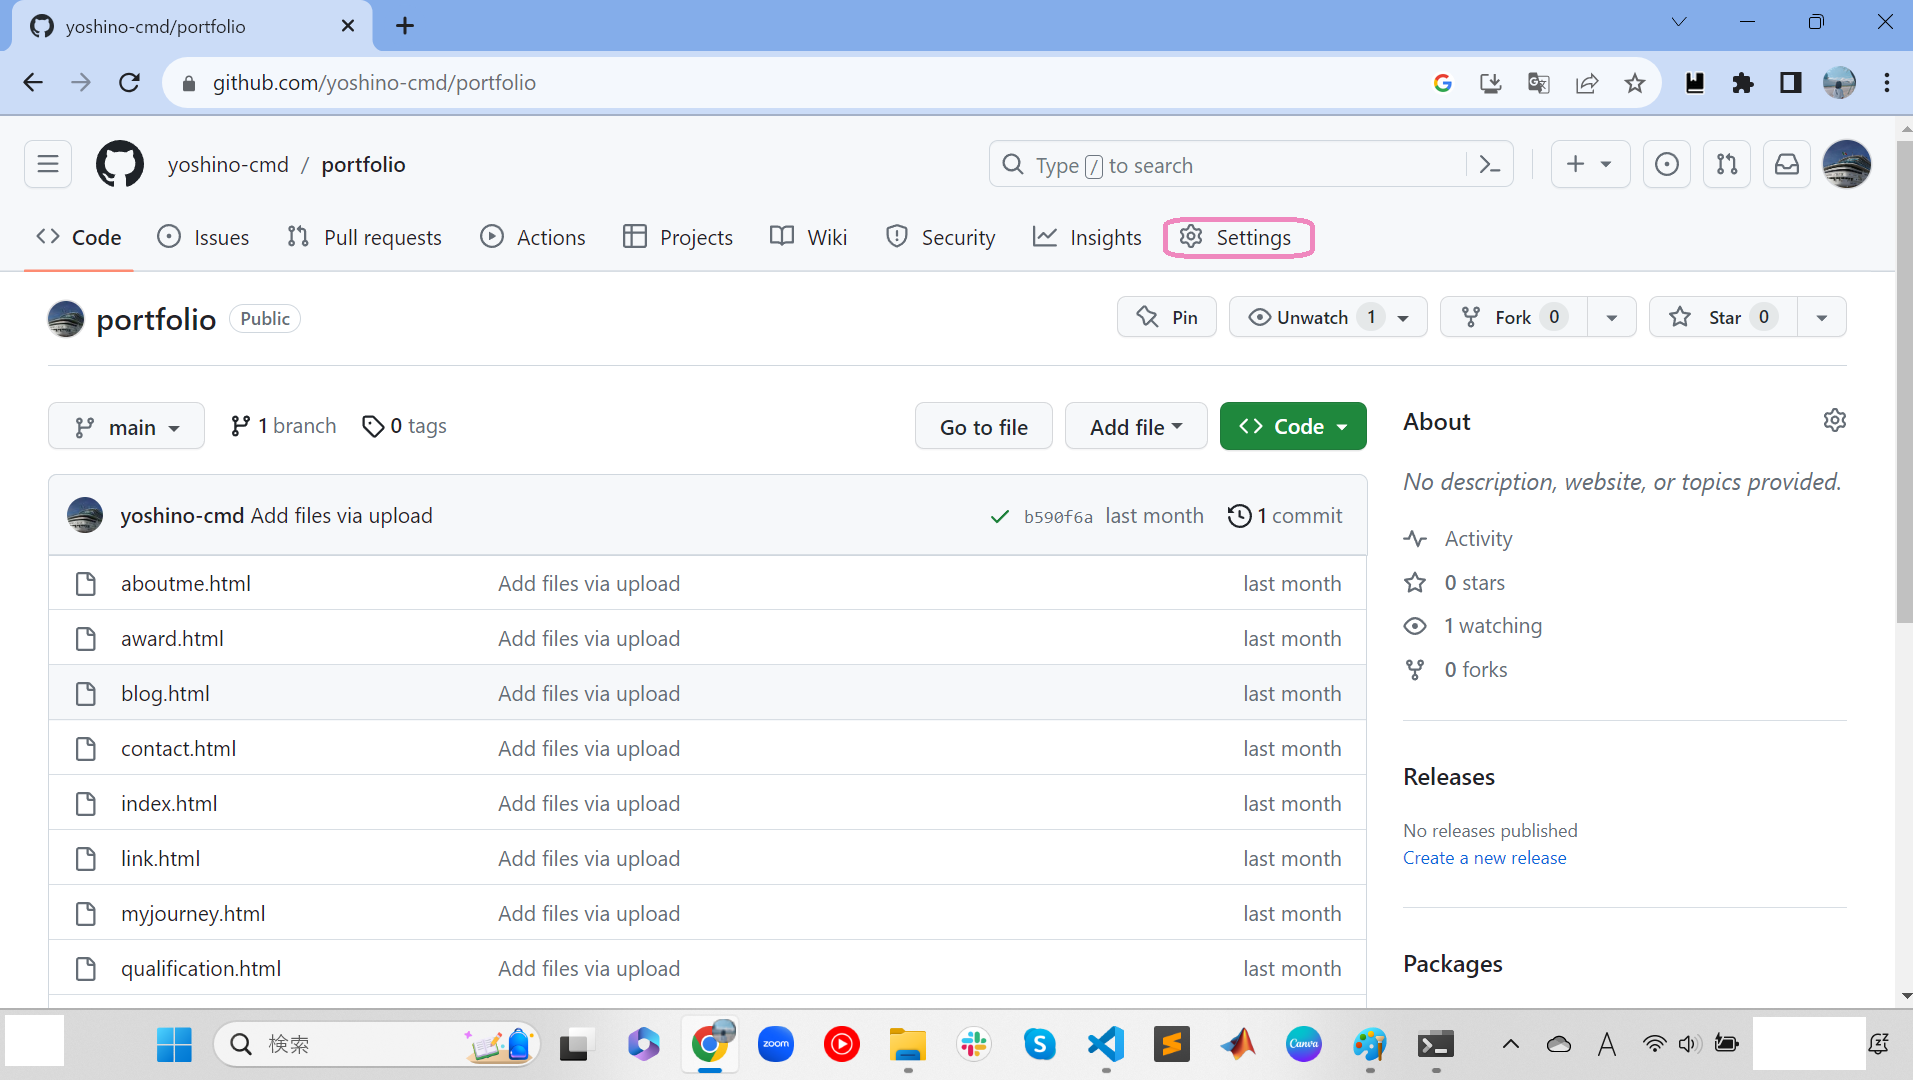 yoshino-cmd/portfolio
github.com/yoshino-cmd/portfolio
yoshino-cmd / portfolio
Type / to search
Code Issues Pull requests Actions Projects Wiki Security Insights Settings
portfolio Public
Pin Unwatch 1 Fork 0 Star 0
main 1 branch 0 tags Go to file Add file Code
About
No description, website, or topics provided.
yoshino-cmd Add files via upload b590f6a last month 1 commit
Activity
aboutme.html Add files via upload last month
0 stars
award.html Add files via upload last month
1 watching
0 forks
blog.html Add files via upload last month
contact.html Add files via upload last month
Releases
index.html Add files via upload last month
No releases published
Create a new release
link.html Add files via upload last month
myjourney.html Add files via upload last month
Packages
qualification.html Add files via upload last month
検索
zoom
Canva
A